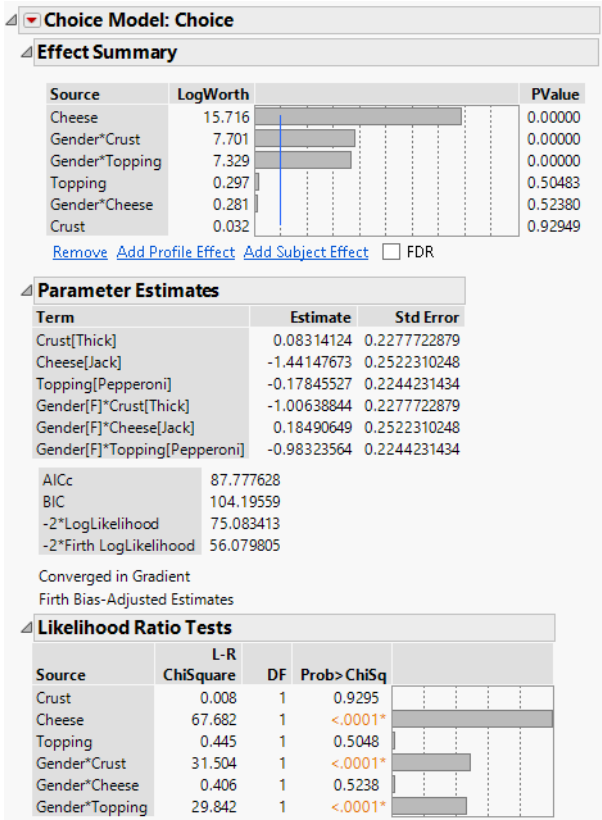 Choice Model: Choice
Effect Summary
Source LogWorth PValue
Cheese 15.716 0.00000
Gender*Crust 7.701 0.00000
Gender*Topping 7.329 0.00000
Topping 0.297 0.50483
Gender*Cheese 0.281 0.52380
Crust 0.032 0.92949
Remove Add Profile Effect Add Subject Effect FDR
Parameter Estimates
Term Estimate Std Error
Crust[Thick] 0.08314124 0.2277722879
Cheese[Jack] -1.44147673 0.2522310248
Topping[Pepperoni] -0.17845527 0.2244231434
Gender[F]*Crust[Thick] -1.00638844 0.2277722879
Gender[F]*Cheese[Jack] 0.18490649 0.2522310248
Gender[F]*Topping[Pepperoni] -0.98323564 0.2244231434
AICc 87.777628
BIC 104.19559
-2*LogLikelihood 75.083413
-2*Firth LogLikelihood 56.079805
Converged in Gradient
Firth Bias-Adjusted Estimates
Likelihood Ratio Tests
L-R
Source ChiSquare DF Prob>ChiSq
Crust 0.008 1 0.9295
Cheese 67.682 1 <.0001*
Topping 0.445 1 0.5048
Gender*Crust 31.504 1 <.0001*
Gender*Cheese 0.406 1 0.5238
Gender*Topping 29.842 1 <.0001*